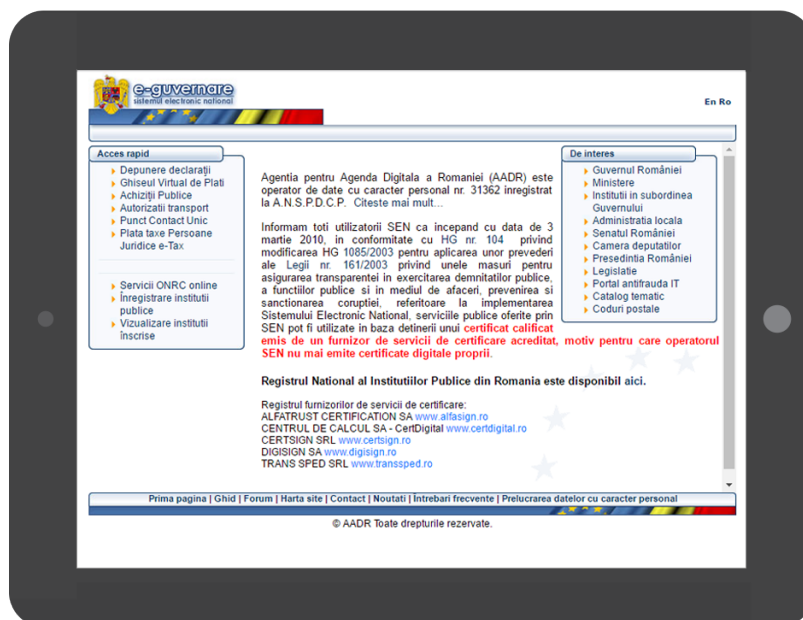 e-guvernare
sistemul electronic national
En Ro
Acces rapid
Depunere declarații
Ghiseul Virtual de Plati
Achiziții Publice
Autorizatii transport
Punct Contact Unic
Plata taxe Persoane
Juridice e-Tax
Servicii ONRC online
Înregistrare institutii
publice
Vizualizare institutii
înscrise
Agentia pentru Agenda Digitala a Romaniei (AADR) este
operator de date cu caracter personal nr. 31362 inregistrat
la A.N.S.P.D.C.P. Citeste mai mult...
Informam toti utilizatorii SEN ca incepand cu data de 3
martie 2010, in conformitate cu HG nr. 104 privind
modificarea HG 1085/2003 pentru aplicarea unor prevederi
ale Legii nr. 161/2003 privind unele masuri pentru
asigurarea transparentei in exercitarea demnitatilor publice,
a functiilor publice si in mediul de afaceri, prevenirea si
sanctionarea coruptiei, referitoare la implementarea
Sistemului Electronic National, serviciile publice oferite prin
SEN pot fi utilizate in baza detinerii unui certificat calificat
emis de un furnizor de servicii de certificare acreditat, motiv pentru care operatorul
SEN nu mai emite certificate digitale proprii.
Registrul National al Institutiilor Publice din Romania este disponibil aici.
Registrul furnizorilor de servicii de certificare:
ALFATRUST CERTIFICATION SA www.alfasign.ro
CENTRUL DE CALCUL SA - CertDigital www.certdigital.ro
CERTSIGN SRL www.certsign.ro
DIGISIGN SA www.digisign.ro
TRANS SPED SRL www.transsped.ro
De interes
Guvernul României
Ministere
Institutii in subordinea
Guvernului
Administratia locala
Senatul României
Camera deputatilor
Presedintia României
Legislatie
Portal antifrauda IT
Catalog tematic
Coduri postale
Prima pagina | Ghid | Forum | Harta site | Contact | Noutati | Întrebari frecvente | Prelucrarea datelor cu caracter personal
© AADR Toate drepturile rezervate.